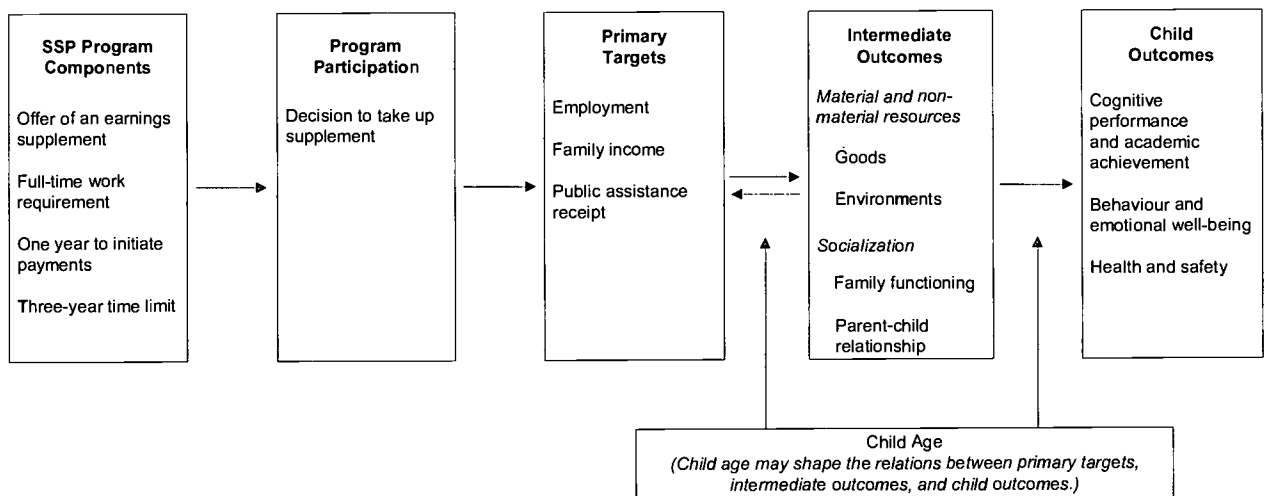 SSP Program
Components
Offer of an earnings
supplement
Full-time work
requirement
One year to initiate
payments
Three-year time limit
Program
Participation
Decision to take up
supplement
Primary
Targets
Employment
Family income
Public assistance
receipt
Intermediate
Outcomes
Material and non-
material resources
Goods
Environments
Socialization
Family functioning
Parent-child
relationship
Child
Outcomes
Cognitive
performance
and academic
achievement
Behaviour and
emotional well-being
Health and safety
Child Age
(Child age may shape the relations between primary targets,
intermediate outcomes, and child outcomes.)